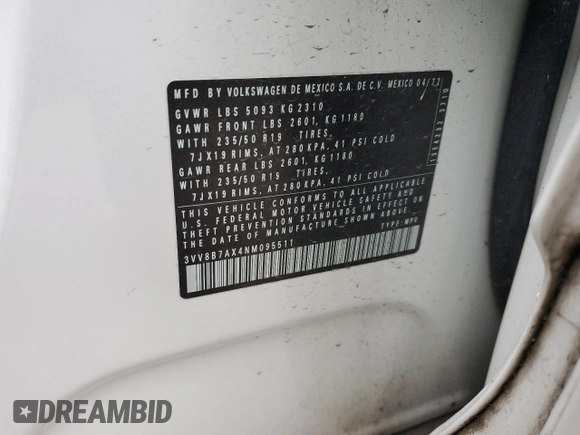 MFD BY VOLKSWAGEN DE MEXICO S.A. DE C.V. MEXICO 04/22
GVWR LBS 5093 KG 2310
GAWR FRONT LBS 2601, KG 1180
WITH 235/50 R19 TIRES.
7JX19 RIMS, AT 280 KPA, 41 PSI COLD
GAWR REAR LBS 2601, KG 1180
WITH 235/50 R19 TIRES.
7JX19 RIMS, AT 280 KPA, 41 PSI COLD
THIS VEHICLE CONFORMS TO ALL APPLICABLE
U.S. FEDERAL MOTOR VEHICLE SAFETY AND
THEFT PREVENTION STANDARDS IN EFFECT ON THE
DATE OF MANUFACTURE SHOWN ABOVE.
3VV8B7AX4NM095511 TYPE: MPV
DREAMBID